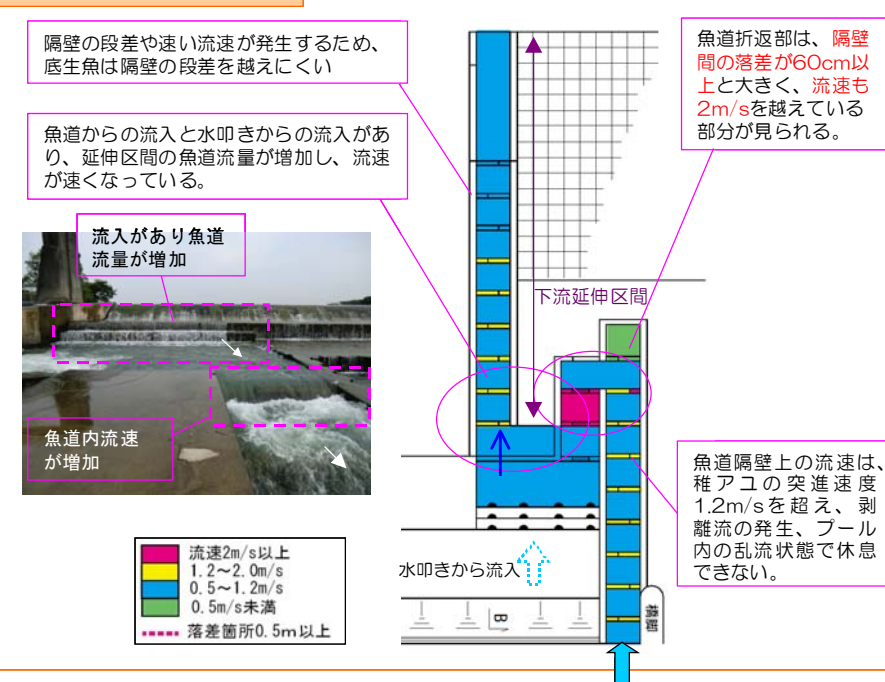 隔壁の段差や速い流速が発生するため、
底生魚は隔壁の段差を越えにくい
魚道からの流入と水叩きからの流入があ
り、延伸区間の魚道流量が増加し、流速
が速くなっている。
流入があり魚道
流量が増加
魚道内流速
が増加
流速2m/s以上
1.2～2.0m/s
0.5～1.2m/s
0.5m/s未満
落差箇所0.5m以上
魚道折返部は、隔壁
間の落差が60cm以
上と大きく、流速も
2m/sを越えている
部分が見られる。
下流延伸区間
魚道隔壁上の流速は、
稚アユの突進速度
1.2m/sを超え、剥
離流の発生、プール
内の乱流状態で休息
できない。
水叩きから流入
B
橋脚